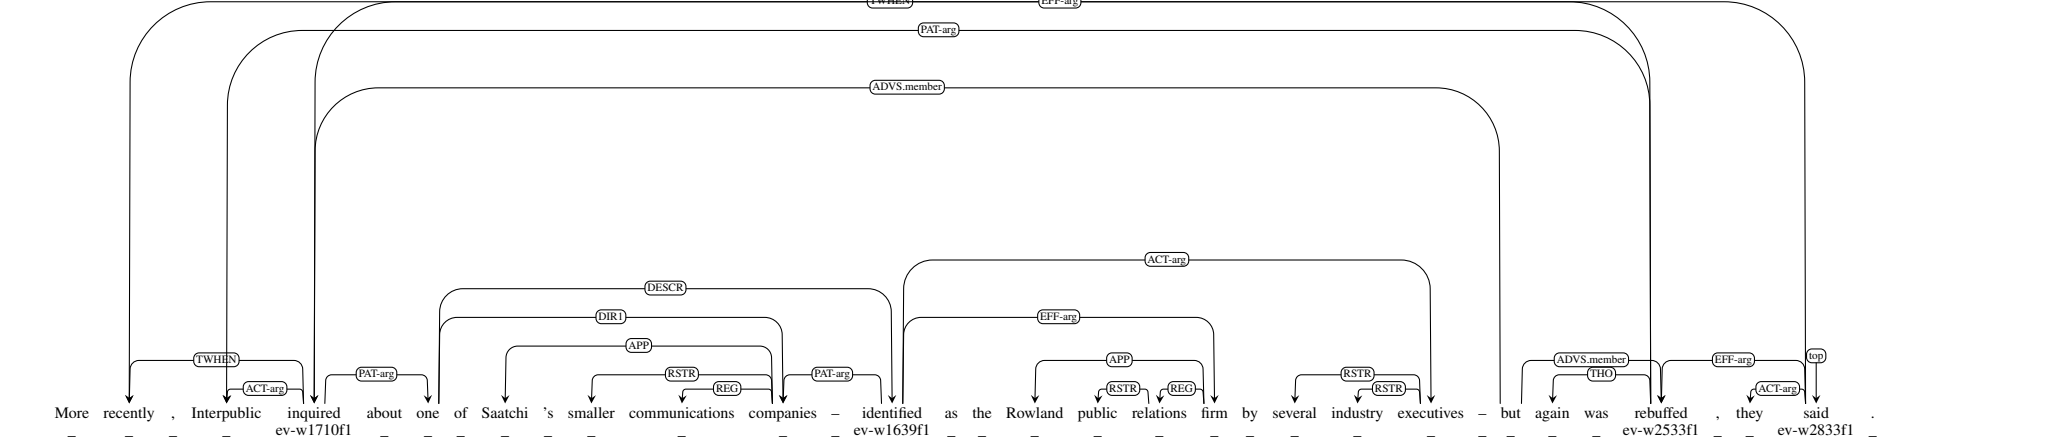 TWHEN EFF-arg
PAT-arg
ADVS.member
ACT-arg
DESCR
DIR1 EFF-arg
APP
TWHEN APP ADVS.member EFF-arg top
PAT-arg RSTR PAT-arg RSTR THO
ACT-arg REG RSTR REG RSTR ACT-arg
More recently , Interpublic inquired about one of Saatchi 's smaller communications companies – identified as the Rowland public relations firm by several industry executives – but again was rebuffed , they said .
_ _ _ _ ev-w1710f1 _ _ _ _ _ _ _ _ _ ev-w1639f1 _ _ _ _ _ _ _ _ _ _ _ _ _ _ ev-w2533f1 _ _ ev-w2833f1 _